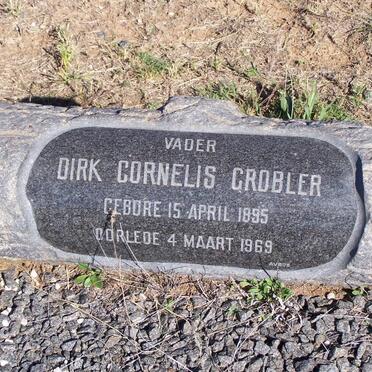 VADER
DIRK CORNELIS GROBLER
GEBORE 15 APRIL 1895
OORLEDE 4 MAART 1969